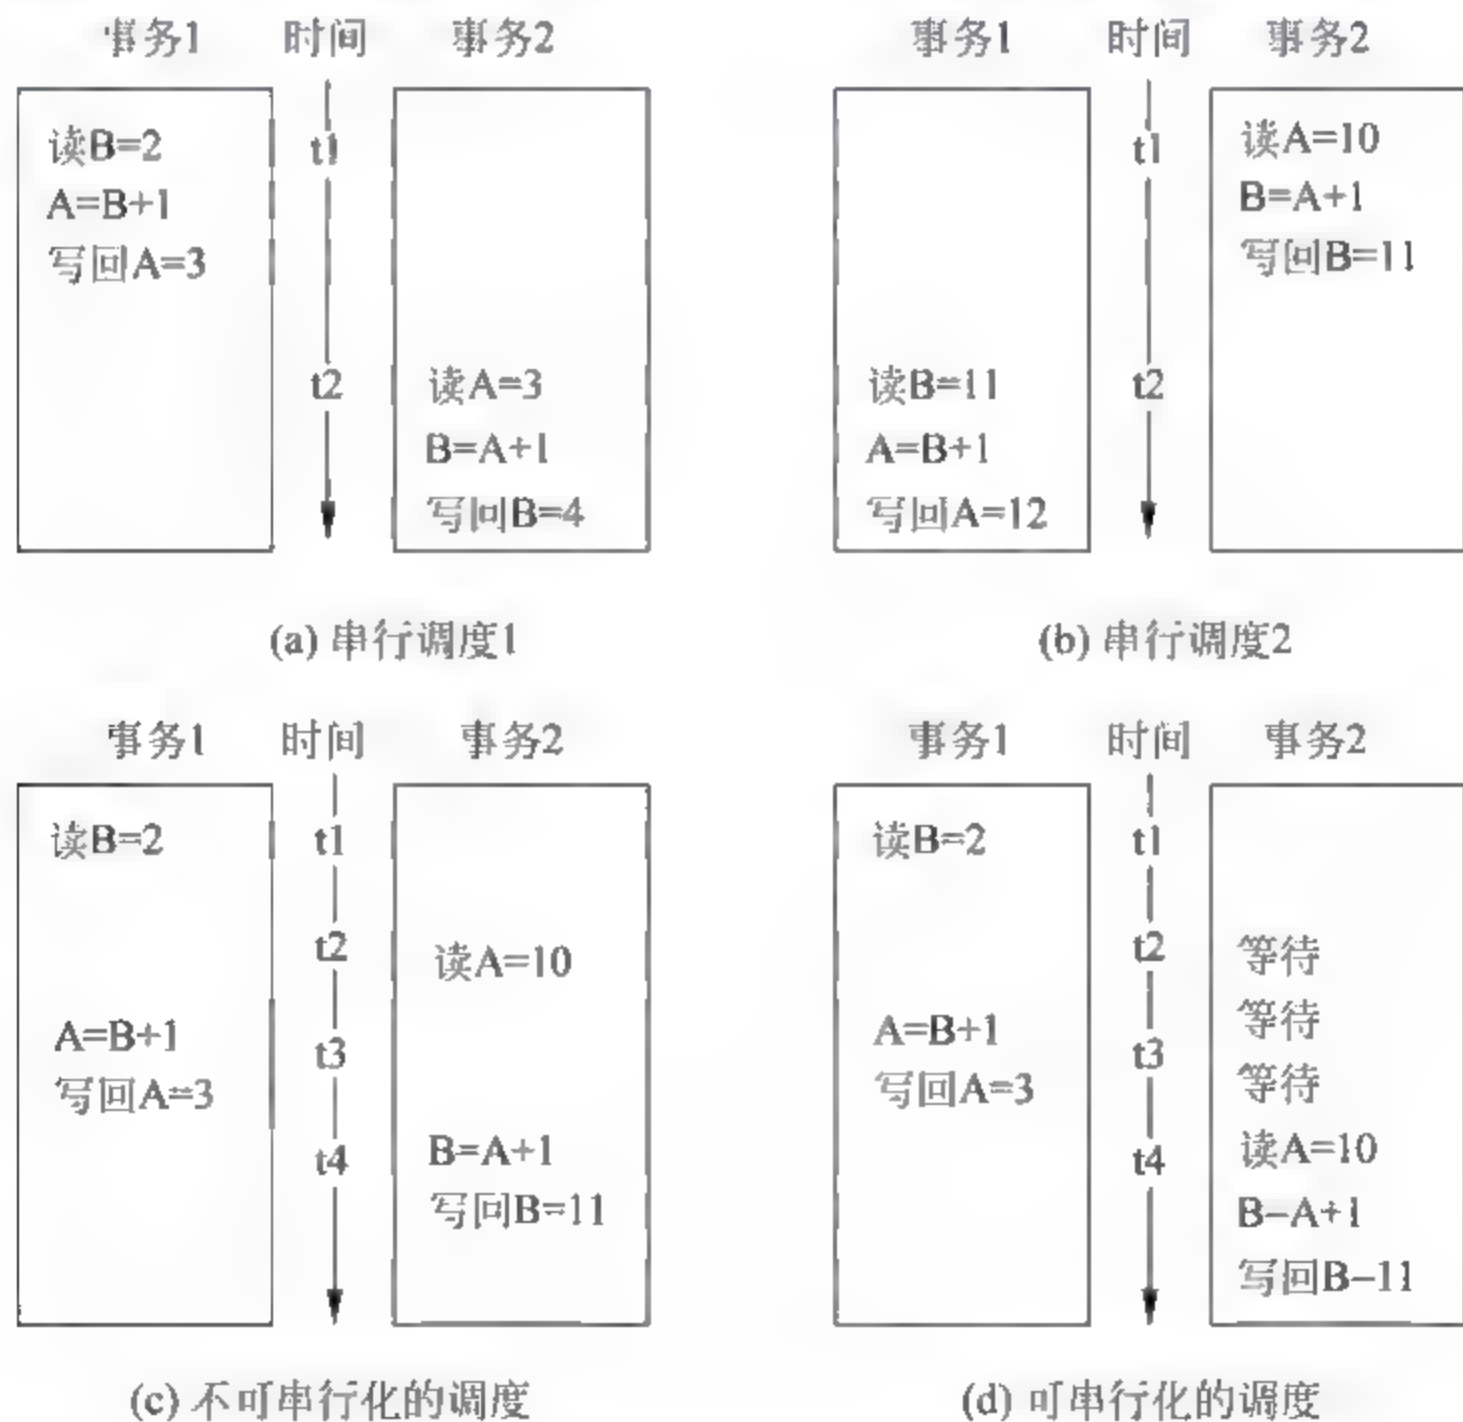 事务1 时间 事务2
读B=2
A=B+1
写回A=3
t1
t2
读A=3
B=A+1
写回B=4
(a) 串行调度1
事务1 时间 事务2
t1
读A=10
B=A+1
写回B=11
读B=11
A=B+1
写回A=12
t2
(b) 串行调度2
事务1 时间 事务2
读B=2
A=B+1
写回A=3
t1
t2
t3
t4
读A=10
B=A+1
写回B=11
(c) 不可串行化的调度
事务1 时间 事务2
读B=2
A=B+1
写回A=3
t1
t2
t3
t4
等待
等待
等待
读A=10
B−A+1
写回B−11
(d) 可串行化的调度